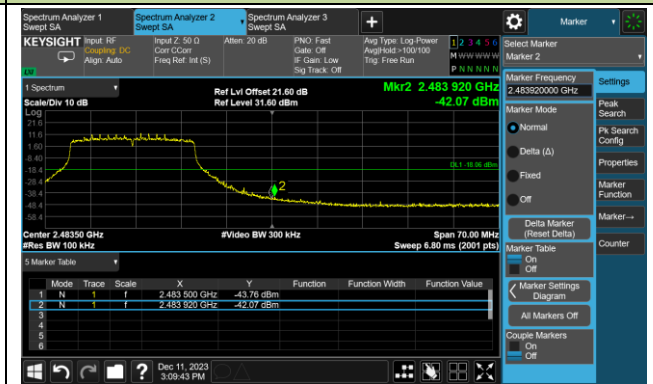 Spectrum Analyzer 1
Swept SA
Spectrum Analyzer 2
Swept SA
Spectrum Analyzer 3
Swept SA
Marker
KEYSIGHT
Input: RF
Coupling: DC
Align: Auto
Input Z: 50 Ω
Corr CCorr
Freq Ref: Int (S)
Atten: 20 dB
PNO: Fast
Gate: Off
IF Gain: Low
Sig Track: Off
Avg Type: Log-Power
Avg|Hold:>100/100
Trig: Free Run
1 2 3 4 5 6
M W W W W W
P N N N N N
Select Marker
Marker 2
1 Spectrum
Scale/Div 10 dB
Ref Lvl Offset 21.60 dB
Ref Level 31.60 dBm
Mkr2 2.483 920 GHz
-42.07 dBm
Log
21.6
11.6
1.60
-8.40
-18.4
-28.4
-38.4
-48.4
-58.4
2
Center 2.48350 GHz
#Res BW 100 kHz
#Video BW 300 kHz
Span 70.00 MHz
Sweep 6.80 ms (2001 pts)
5 Marker Table
Mode Trace Scale X Y Function Function Width Function Value
1 N 1 f 2.483 500 GHz -43.76 dBm
2 N 1 f 2.483 920 GHz -42.07 dBm
3
4
5
6
Marker Frequency
2.483920000 GHz
Marker Mode
Normal
Delta (Δ)
Fixed
Off
Delta Marker
(Reset Delta)
Marker Table
On
Off
Marker Settings
Diagram
All Markers Off
Couple Markers
On
Off
Settings
Peak
Search
Pk Search
Config
Properties
Marker
Function
Marker→
Counter
Dec 11, 2023
3:09:43 PM